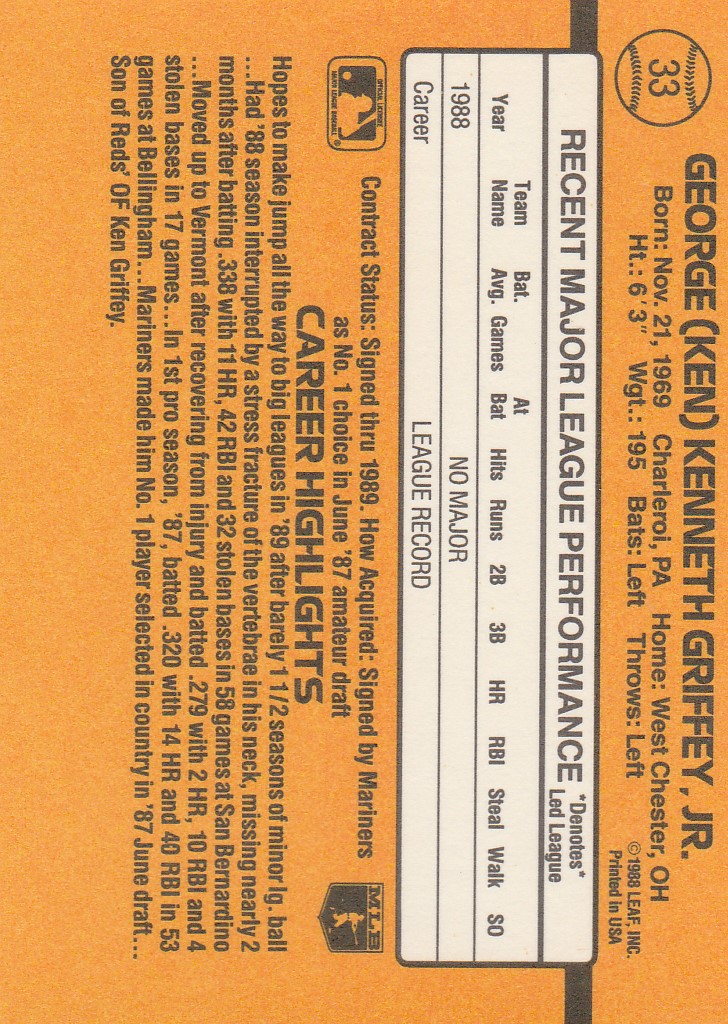 33
GEORGE (KEN) KENNETH GRIFFEY, JR.
Born: Nov. 21, 1969 Charleroi, PA Home: West Chester, OH
Ht.: 6' 3" Wgt.: 195 Bats: Left Throws: Left
©1988 LEAF, INC.
Printed in USA
RECENT MAJOR LEAGUE PERFORMANCE
*Denotes*
Led League
Year Team Name Bat. Avg. Games At Bat Hits Runs 2B 3B HR RBI Steal Walk SO
1988 NO MAJOR
Career LEAGUE RECORD
OFFICIAL LICENSEE
MAJOR LEAGUE BASEBALL
®
Contract Status: Signed thru 1989. How Acquired: Signed by Mariners
as No. 1 choice in June '87 amateur draft
MLB
CAREER HIGHLIGHTS
Hopes to make jump all the way to big leagues in '89 after barely 1 1/2 seasons of minor lg. ball
...Had '88 season interrupted by a stress fracture of the vertebrae in his neck, missing nearly 2
months after batting .338 with 11 HR, 42 RBI and 32 stolen bases in 58 games at San Bernardino
...Moved up to Vermont after recovering from injury and batted .279 with 2 HR, 10 RBI and 4
stolen bases in 17 games...In 1st pro season, '87, batted .320 with 14 HR and 40 RBI in 53
games at Bellingham...Mariners made him No. 1 player selected in country in '87 June draft...
Son of Reds' OF Ken Griffey.